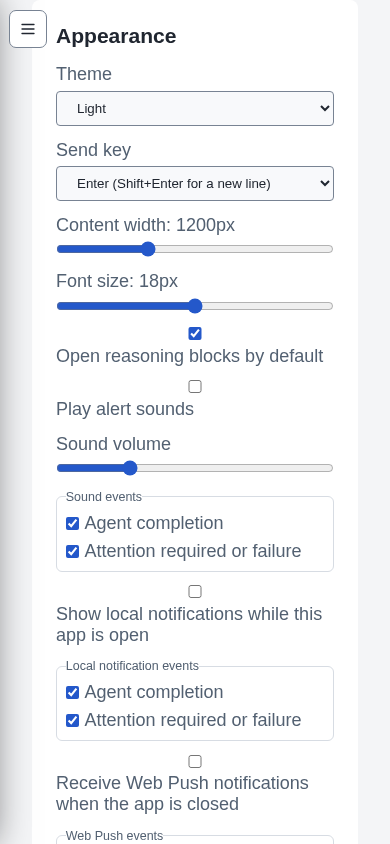 Appearance
Theme
Light
Send key
Enter (Shift+Enter for a new line)
Content width: 1200px
Font size: 18px
Open reasoning blocks by default
Play alert sounds
Sound volume
Sound events
Agent completion
Attention required or failure
Show local notifications while this
app is open
Local notification events
Agent completion
Attention required or failure
Receive Web Push notifications
when the app is closed
Web Push events